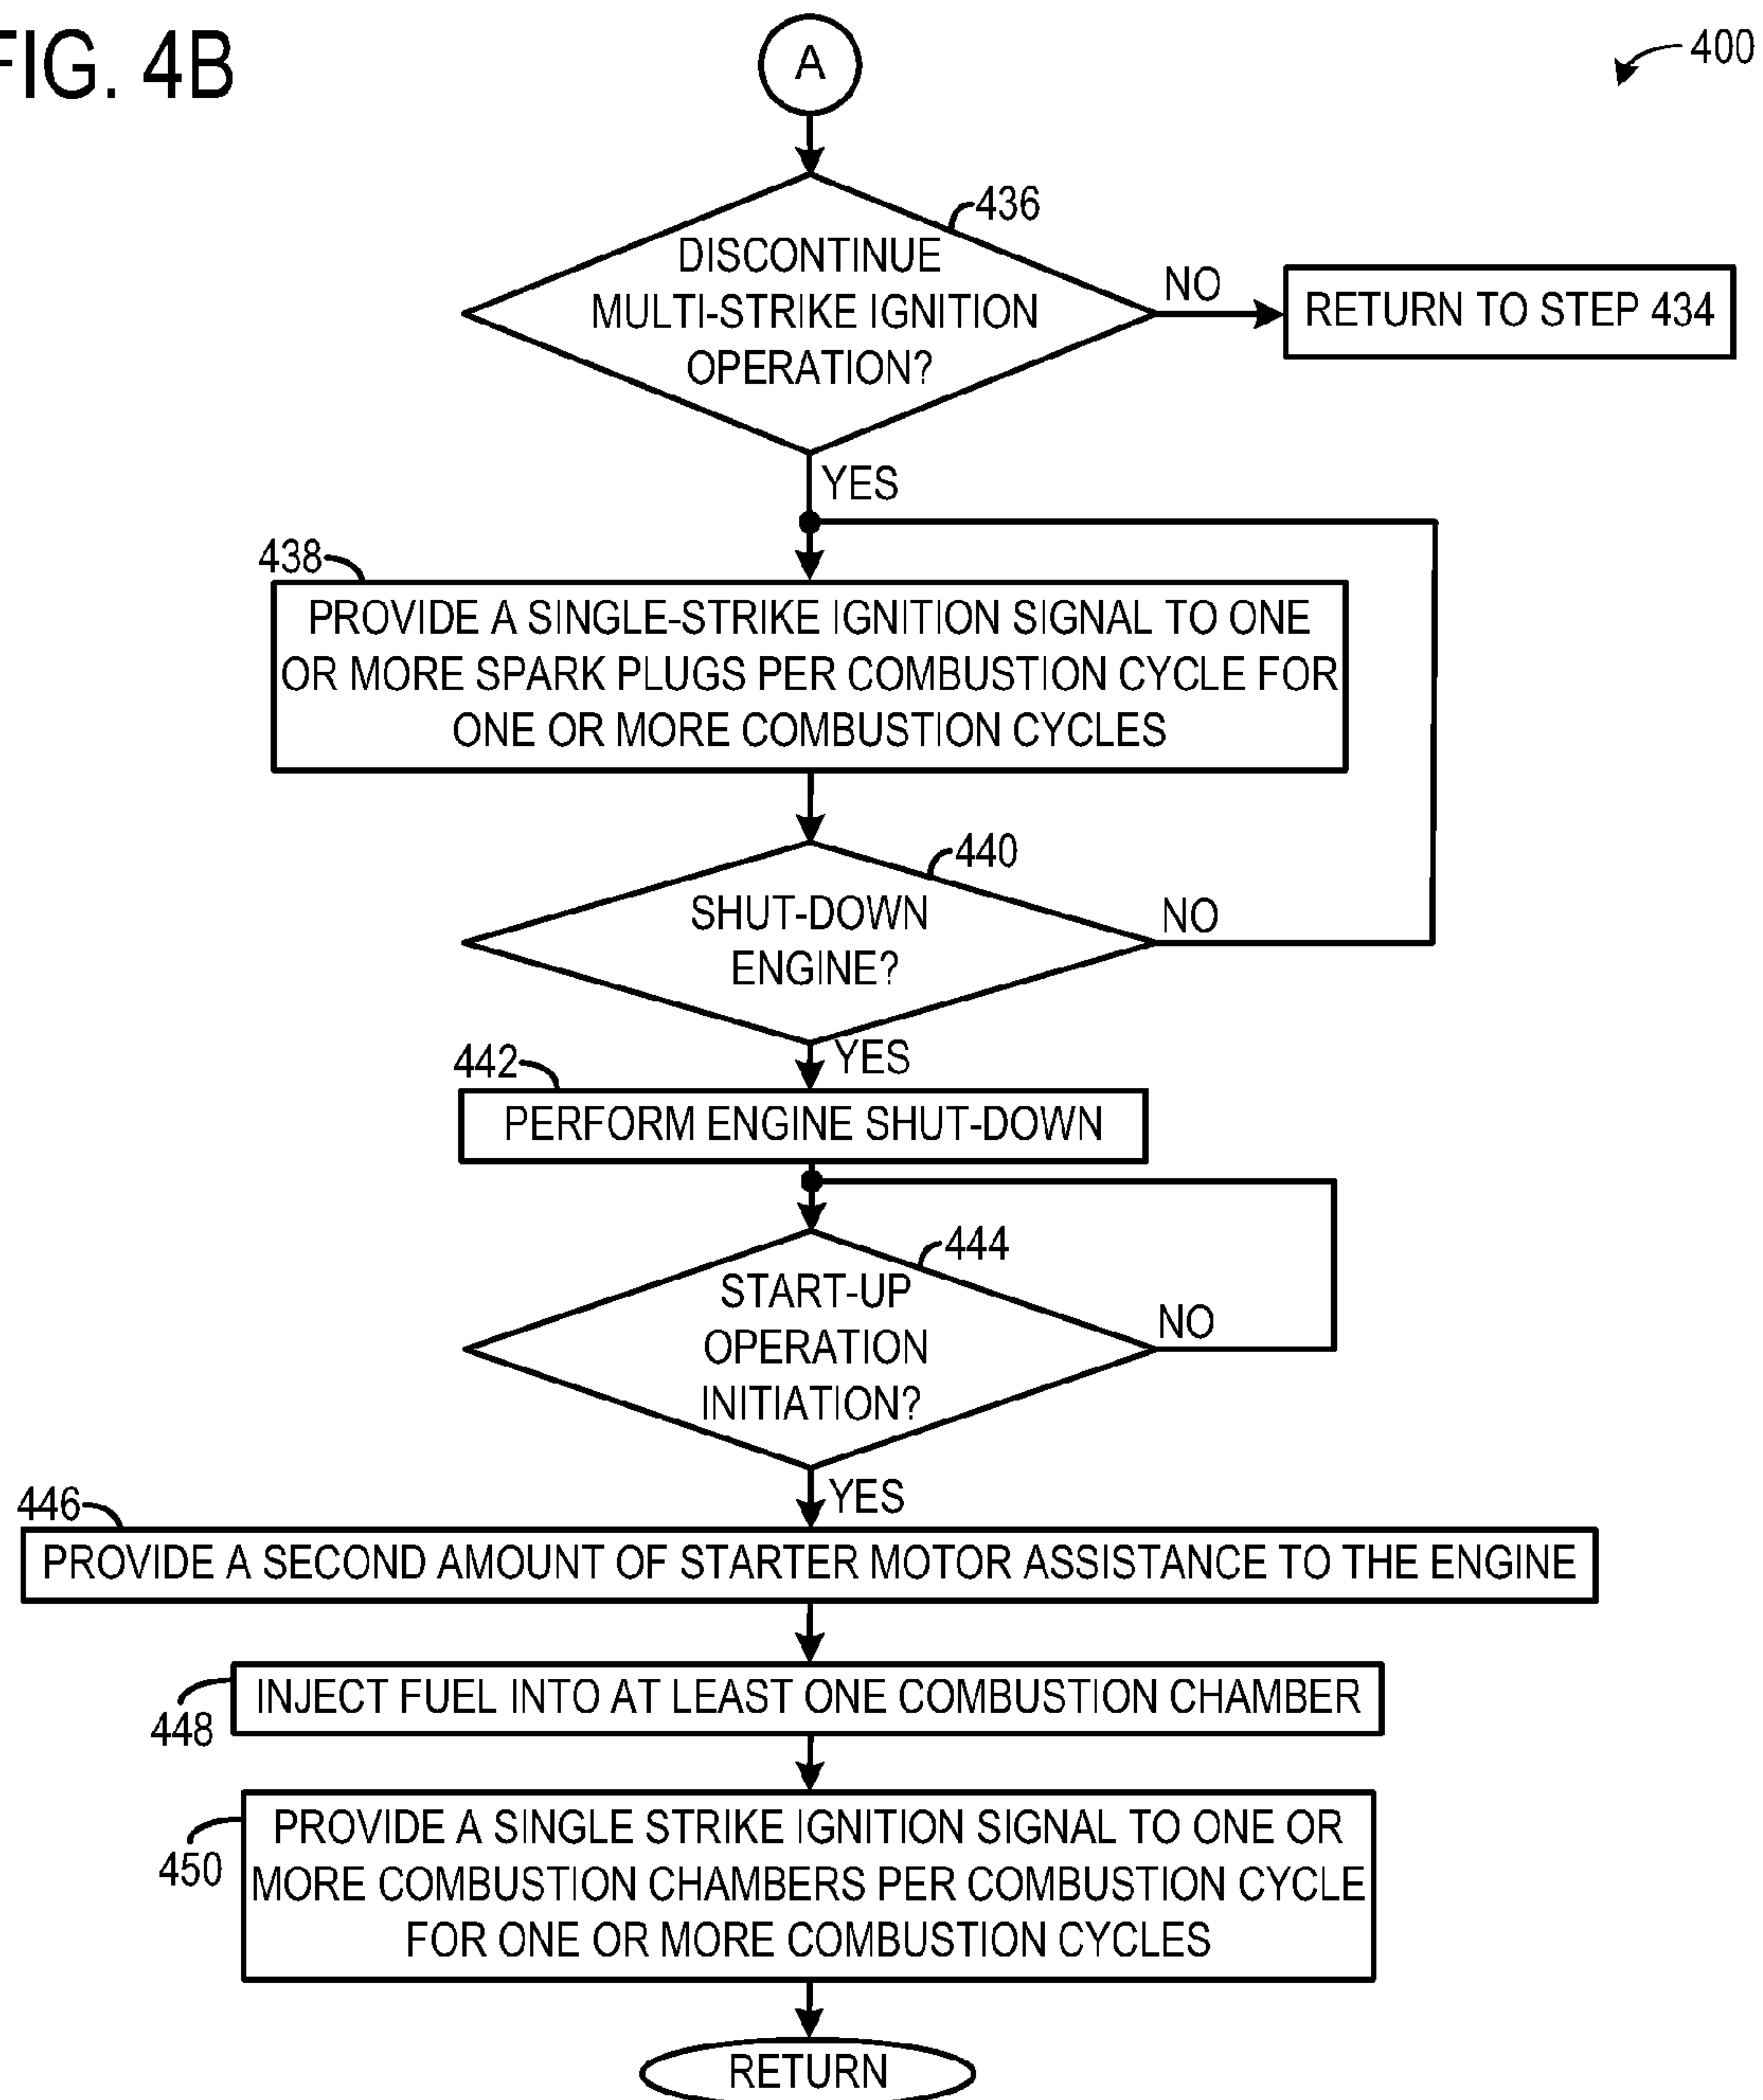 FIG. 4B
A
400
436
DISCONTINUE
MULTI-STRIKE IGNITION
OPERATION?
NO
RETURN TO STEP 434
YES
438
PROVIDE A SINGLE-STRIKE IGNITION SIGNAL TO ONE
OR MORE SPARK PLUGS PER COMBUSTION CYCLE FOR
ONE OR MORE COMBUSTION CYCLES
440
SHUT-DOWN
ENGINE?
NO
YES
442
PERFORM ENGINE SHUT-DOWN
444
START-UP
OPERATION
INITIATION?
NO
YES
446
PROVIDE A SECOND AMOUNT OF STARTER MOTOR ASSISTANCE TO THE ENGINE
448
INJECT FUEL INTO AT LEAST ONE COMBUSTION CHAMBER
450
PROVIDE A SINGLE STRIKE IGNITION SIGNAL TO ONE OR
MORE COMBUSTION CHAMBERS PER COMBUSTION CYCLE
FOR ONE OR MORE COMBUSTION CYCLES
RETURN